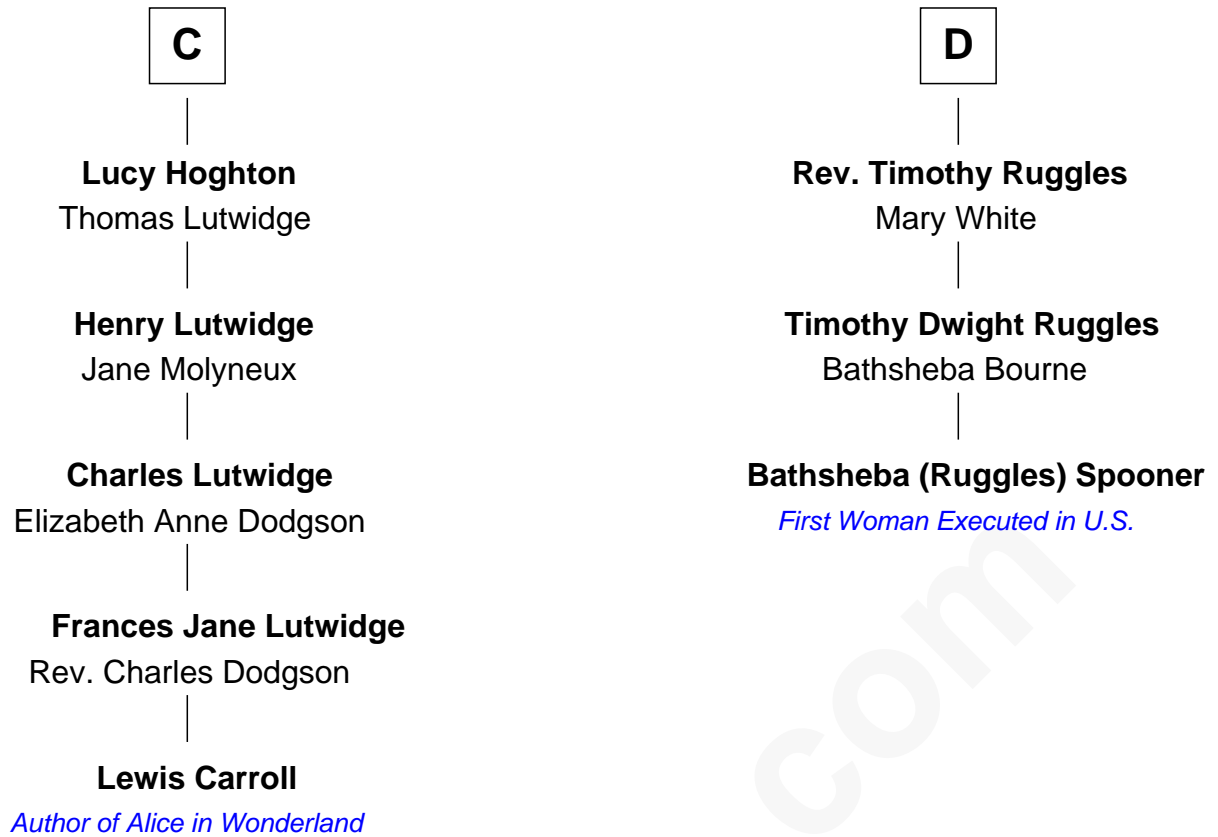 C
Lucy Hoghton
Thomas Lutwidge
Henry Lutwidge
Jane Molyneux
Charles Lutwidge
Elizabeth Anne Dodgson
Frances Jane Lutwidge
Rev. Charles Dodgson
Lewis Carroll
Author of Alice in Wonderland
D
Rev. Timothy Ruggles
Mary White
Timothy Dwight Ruggles
Bathsheba Bourne
Bathsheba (Ruggles) Spooner
First Woman Executed in U.S.
com